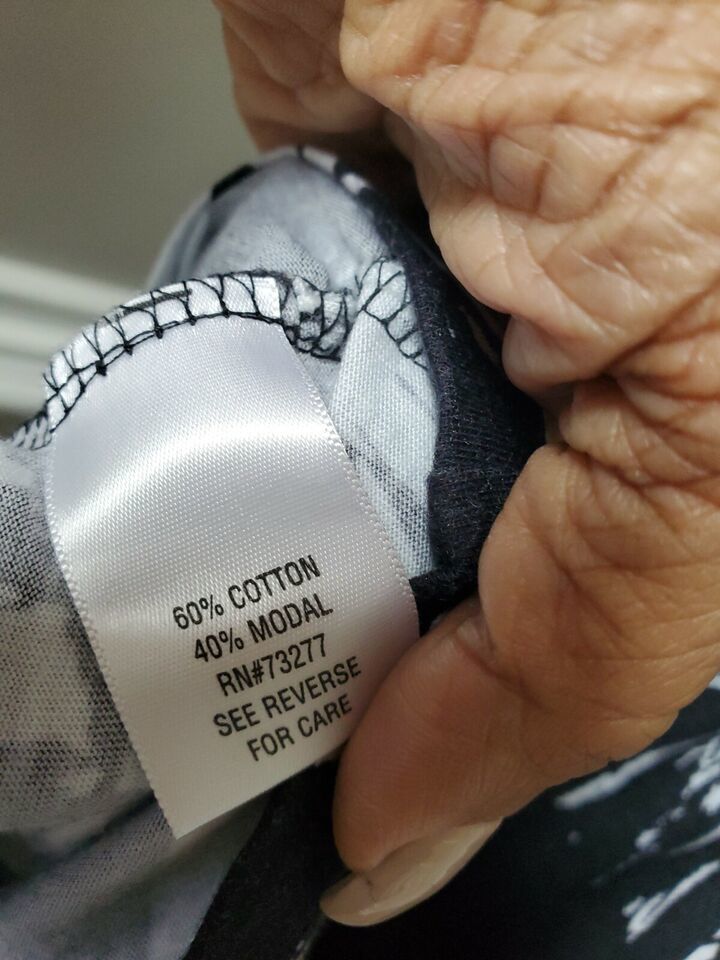 60% COTTON
40% MODAL
RN#73277
SEE REVERSE
FOR CARE